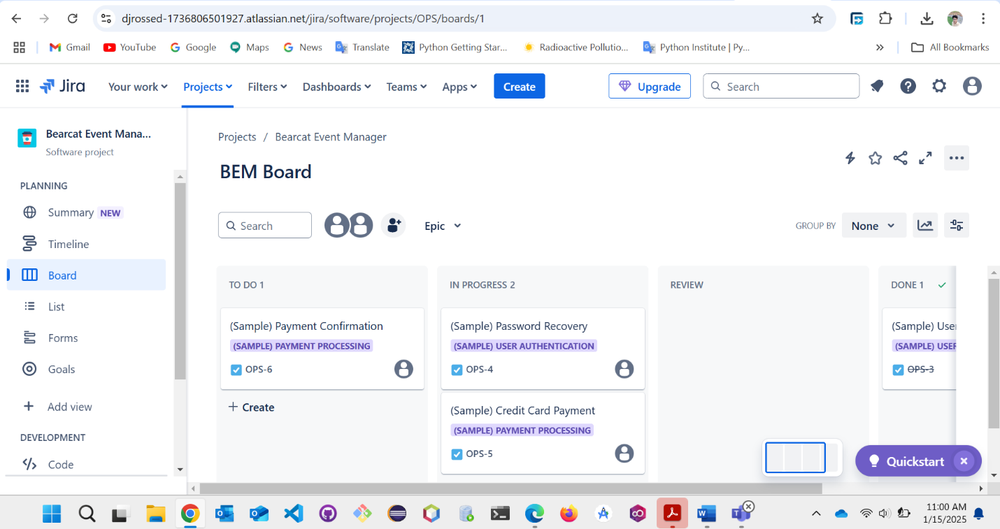 djrossed-1736806501927.atlassian.net/jira/software/projects/OPS/boards/1
Gmail YouTube Google Maps News Translate Python Getting Star... Radioactive Pollutio... Python Institute | Py... » All Bookmarks
Jira Your work Projects Filters Dashboards Teams Apps Create Upgrade Search
Bearcat Event Mana...
Software project
PLANNING
Summary NEW
Timeline
Board
List
Forms
Goals
+ Add view
DEVELOPMENT
</> Code
Projects / Bearcat Event Manager
BEM Board
Search Epic GROUP BY None
TO DO 1
(Sample) Payment Confirmation
(SAMPLE) PAYMENT PROCESSING
OPS-6
+ Create
IN PROGRESS 2
(Sample) Password Recovery
(SAMPLE) USER AUTHENTICATION
OPS-4
(Sample) Credit Card Payment
(SAMPLE) PAYMENT PROCESSING
OPS-5
REVIEW
DONE 1
(Sample) User
(SAMPLE) USER
OPS-3
Quickstart
11:00 AM
1/15/2025